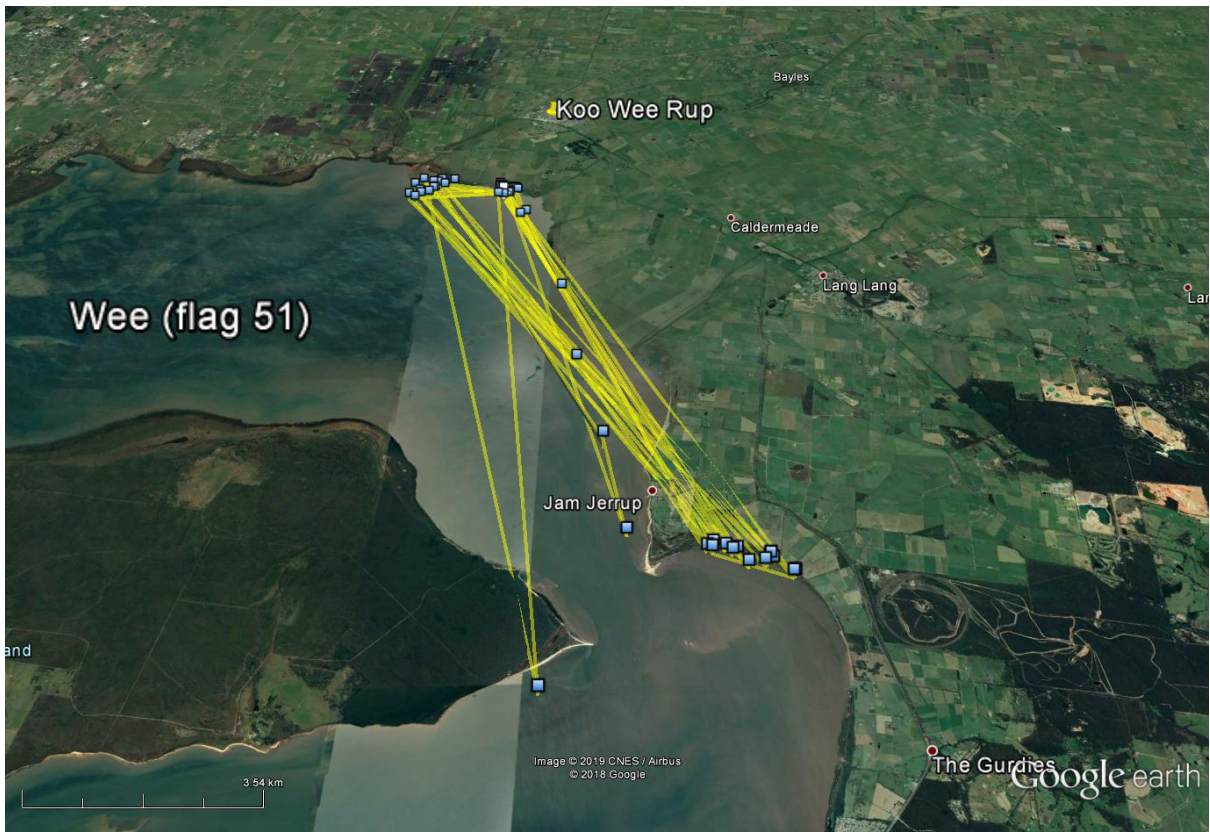 Bayles
Koo Wee Rup
Caldermeade
Lang Lang
Lar
Wee (flag 51)
Jam Jerrup
and
The Gurdies
Image © 2019 CNES / Airbus
© 2018 Google
Google earth
3.54 km